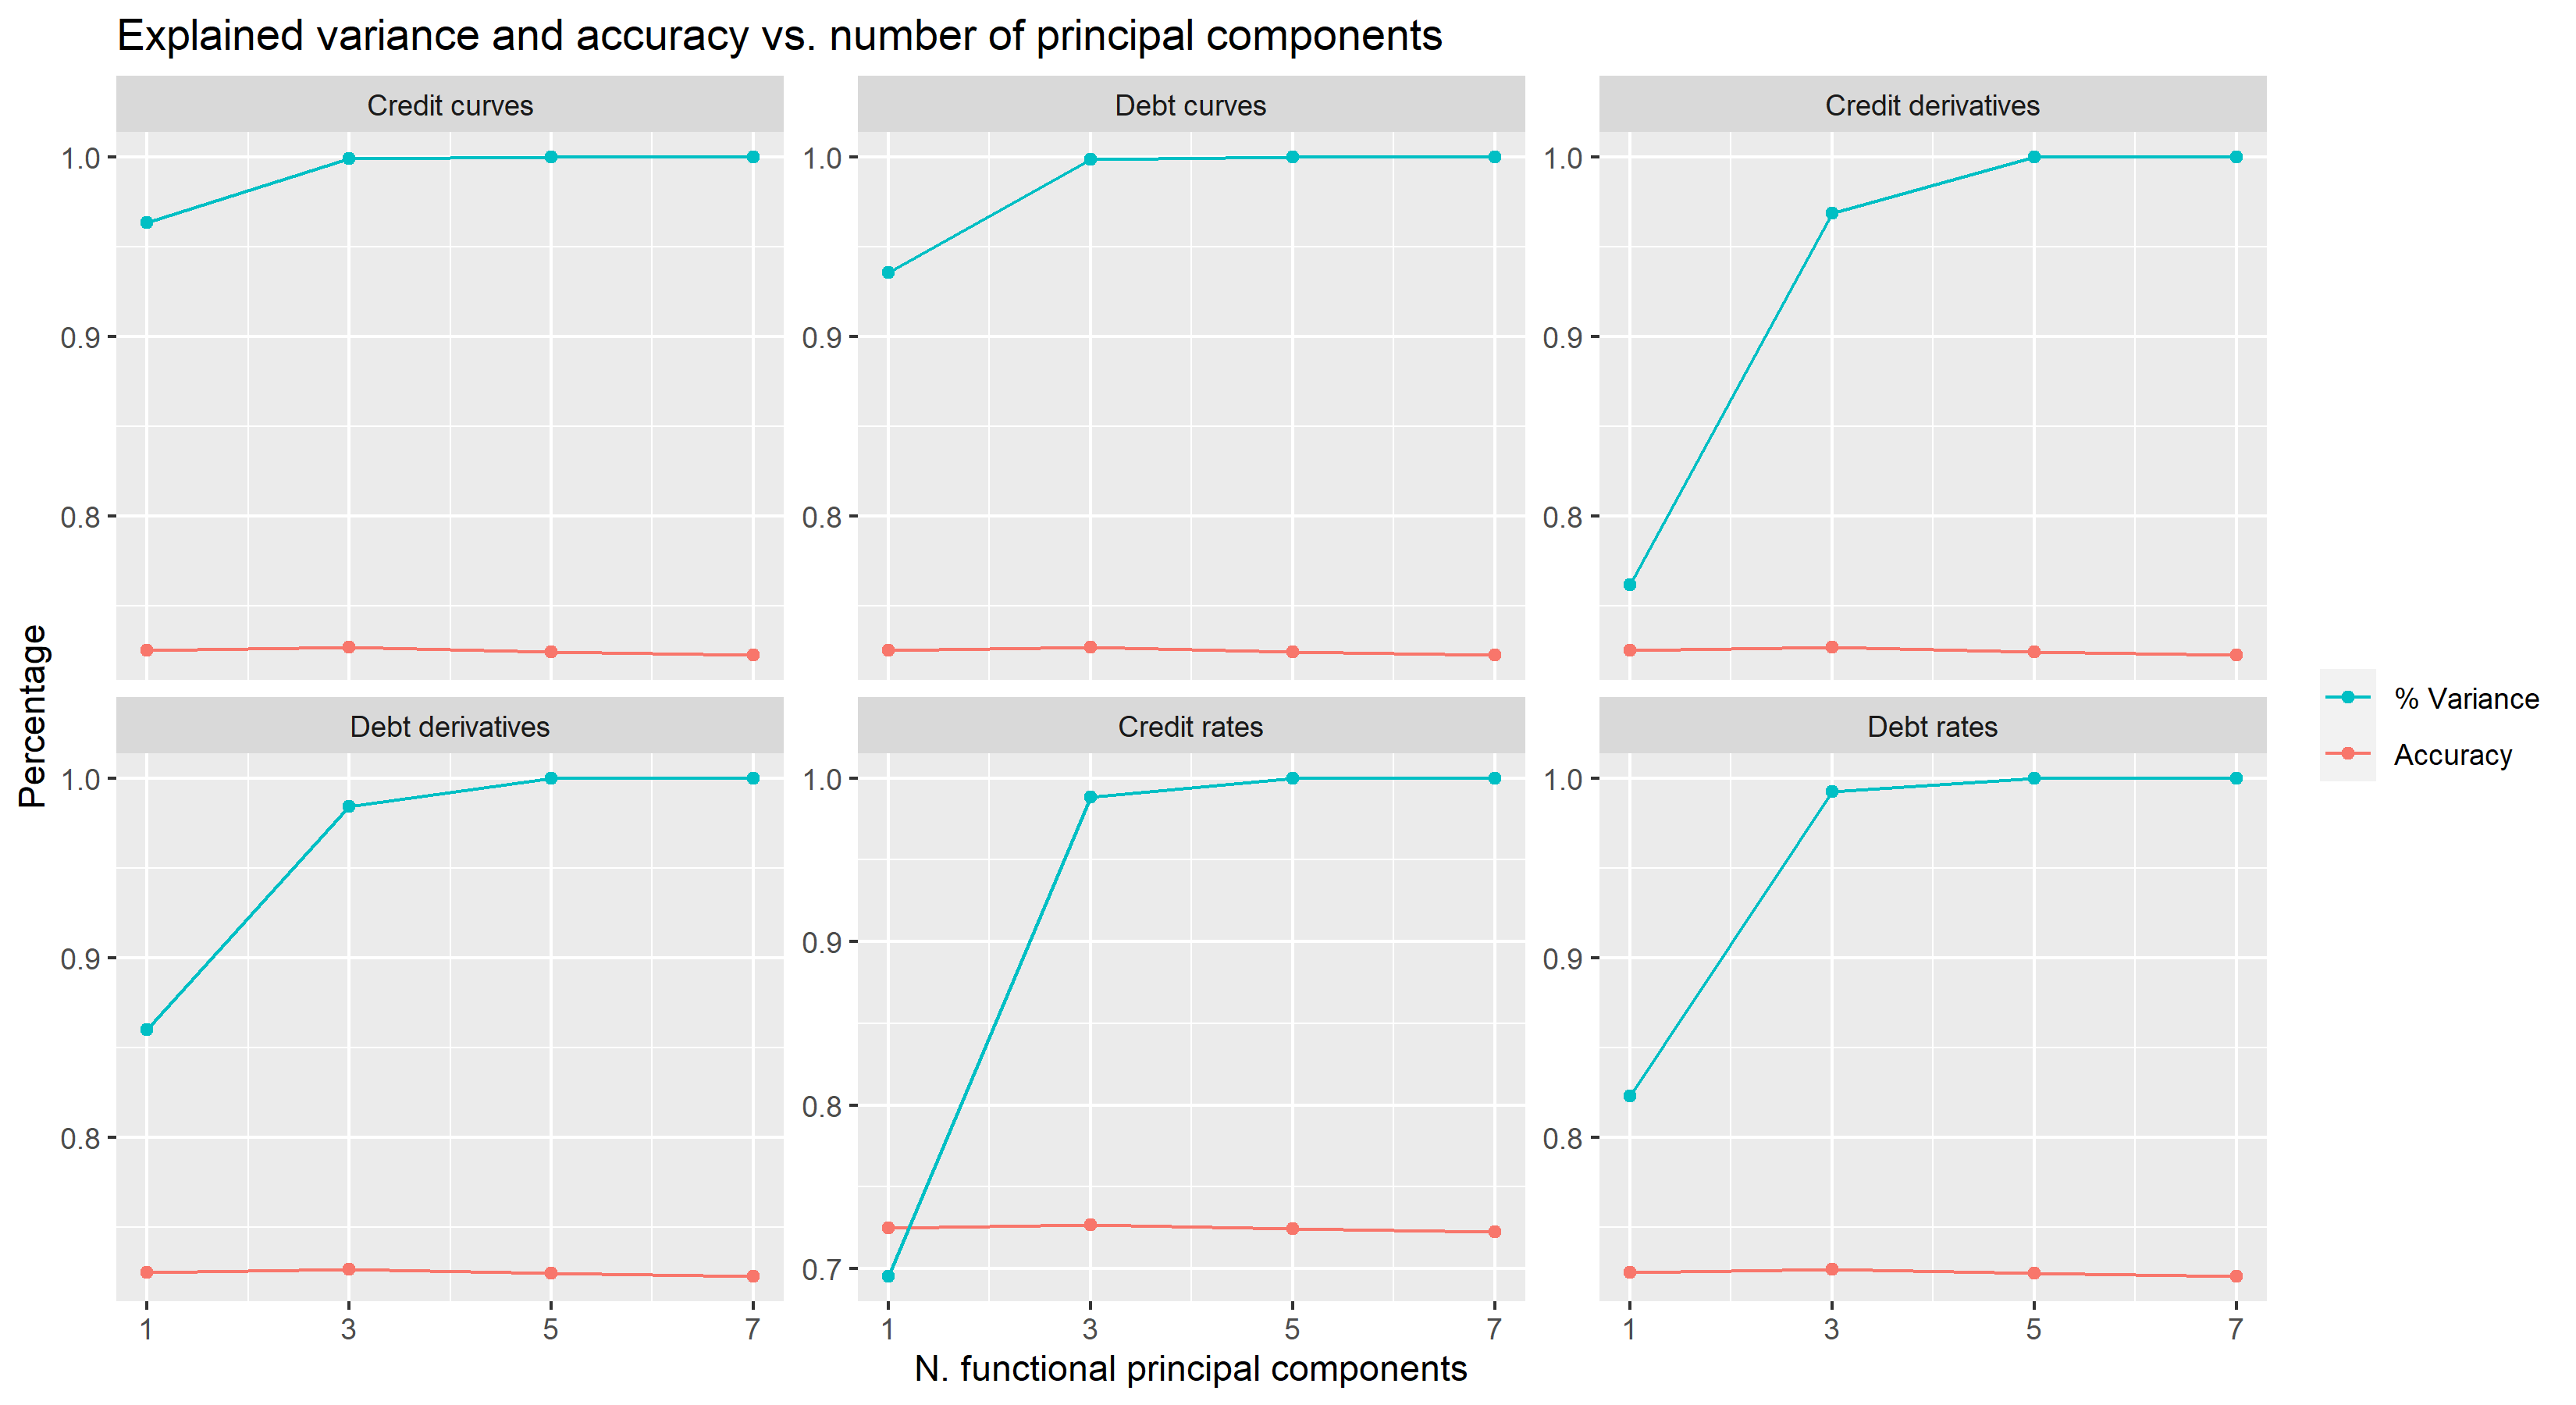 Explained variance and accuracy vs. number of principal components
Credit curves
Debt curves
Credit derivatives
1.0
0.9
0.8
1.0
0.9
0.8
1.0
0.9
0.8
Percentage
Debt derivatives
Credit rates
Debt rates
1.0
0.9
0.8
1.0
0.9
0.8
0.7
1.0
0.9
0.8
1 3 5 7
1 3 5 7
1 3 5 7
N. functional principal components
% Variance
Accuracy